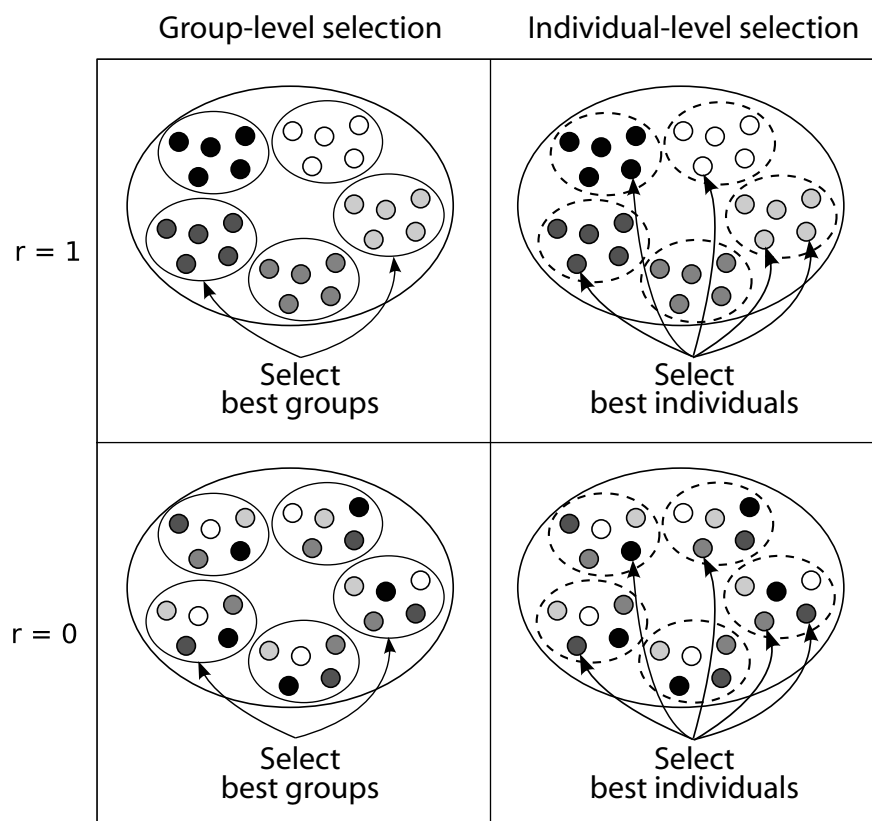 Group-level selection
Individual-level selection
r = 1
Select
best groups
Select
best individuals
r = 0
Select
best groups
Select
best individuals